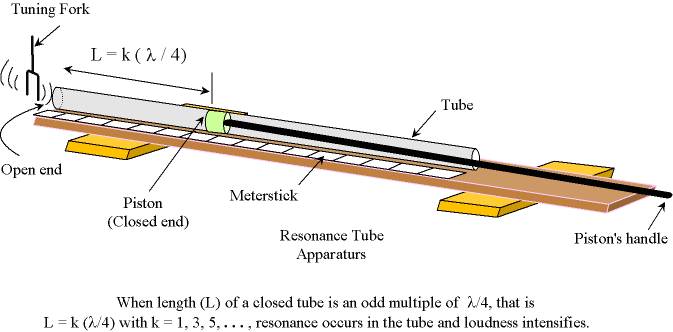 Tuning Fork
L = k ( λ / 4)
Tube
Open end
Piston
(Closed end)
Meterstick
Resonance Tube
Apparaturs
Piston's handle
When length (L) of a closed tube is an odd multiple of λ/4, that is
L = k (λ/4) with k = 1, 3, 5, . . . , resonance occurs in the tube and loudness intensifies.